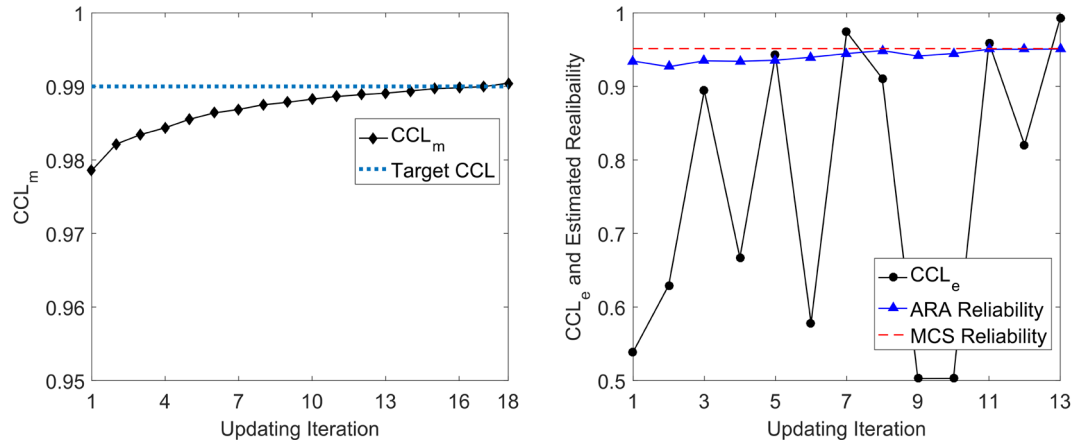 1
0.99
0.98
0.97
0.96
0.95
1 4 7 10 13 16 18
Updating Iteration
CCLm
CCLm
Target CCL
1
0.9
0.8
0.7
0.6
0.5
1 3 5 7 9 11 13
Updating Iteration
CCLe and Estimated Realibaility
CCLe
ARA Reliability
MCS Reliability